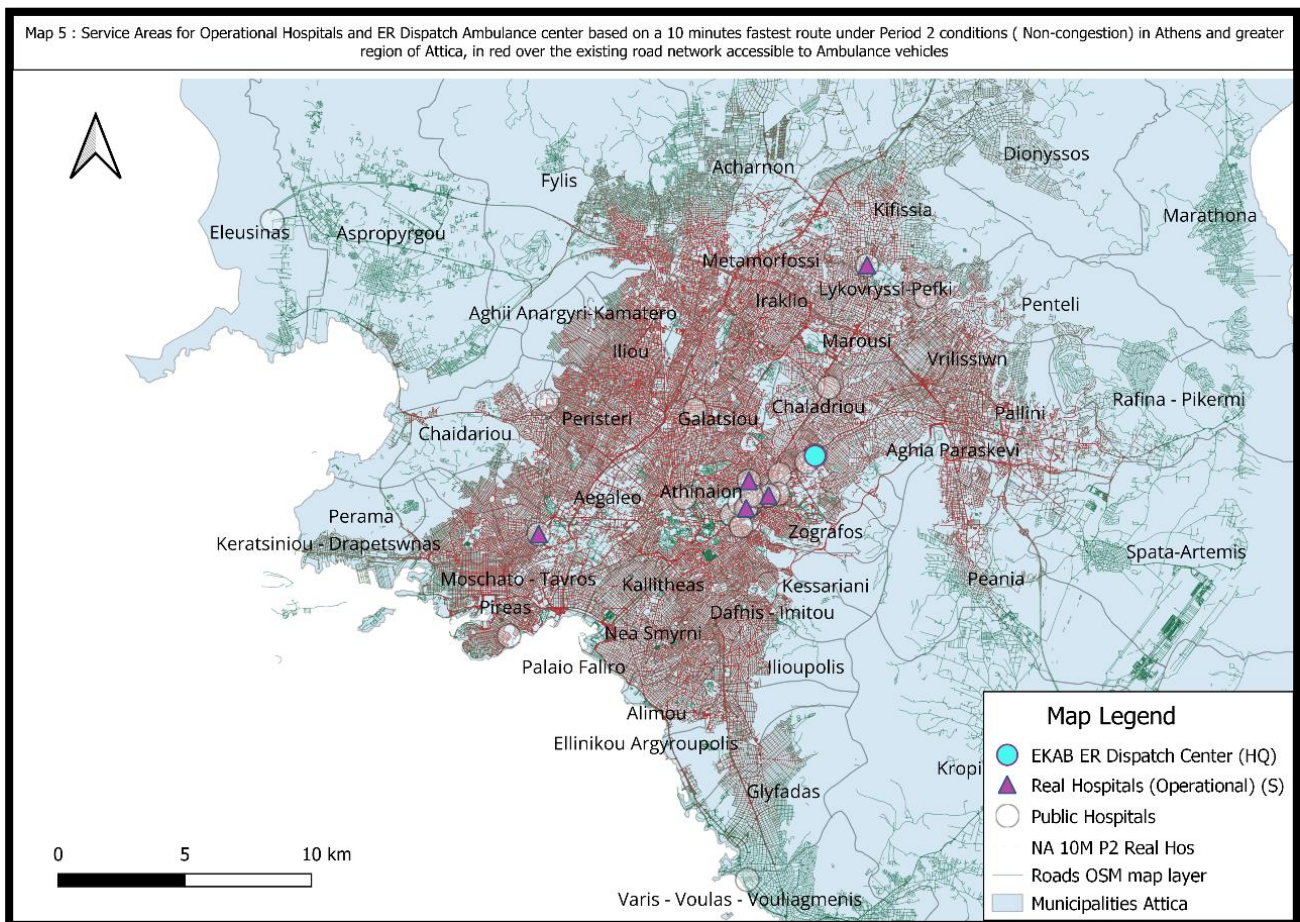 Map 5 : Service Areas for Operational Hospitals and ER Dispatch Ambulance center based on a 10 minutes fastest route under Period 2 conditions ( Non-congestion) in Athens and greater
region of Attica, in red over the existing road network accessible to Ambulance vehicles
Dionyssos
Acharnon
Fylis
Kifissia
Marathona
Eleusinas
Aspropyrgou
Metamorfossi
Lykovryssi-Pefki
Iraklio
Penteli
Aghii Anargyri-Kamatero
Marousi
Iliou
Vrilissiwn
Rafina - Pikermi
Chaladriou
Pallini
Peristeri
Galatsiou
Chaidariou
Aghia Paraskevi
Athinaion
Aegaleo
Perama
Zografos
Keratsiniou - Drapetswnas
Spata-Artemis
Moschato - Tavros
Kallitheas
Kessariani
Peania
Pireas
Dafhis - Imitou
Nea Smyrni
Palaio Faliro
Ilioupolis
Alimou
Ellinikou Argyroupolis
Kropi
Glyfadas
Varis - Voulas - Vouliagmenis
0 5 10 km
Map Legend
EKAB ER Dispatch Center (HQ)
Real Hospitals (Operational) (S)
Public Hospitals
NA 10M P2 Real Hos
Roads OSM map layer
Municipalities Attica